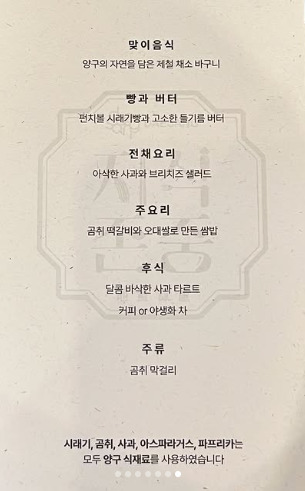 맞이음식
양구의 자연을 담은 제철 채소 바구니
빵과 버터
펀치볼 시래기빵과 고소한 들기름 버터
전채요리
아삭한 사과와 브리치즈 샐러드
주요리
곰취 떡갈비와 오대쌀로 만든 쌈밥
후식
달콤 바삭한 사과 타르트
커피 or 야생화 차
주류
곰취 막걸리
시래기, 곰취, 사과, 아스파라거스, 파프리카는
모두 양구 식재료를 사용하였습니다